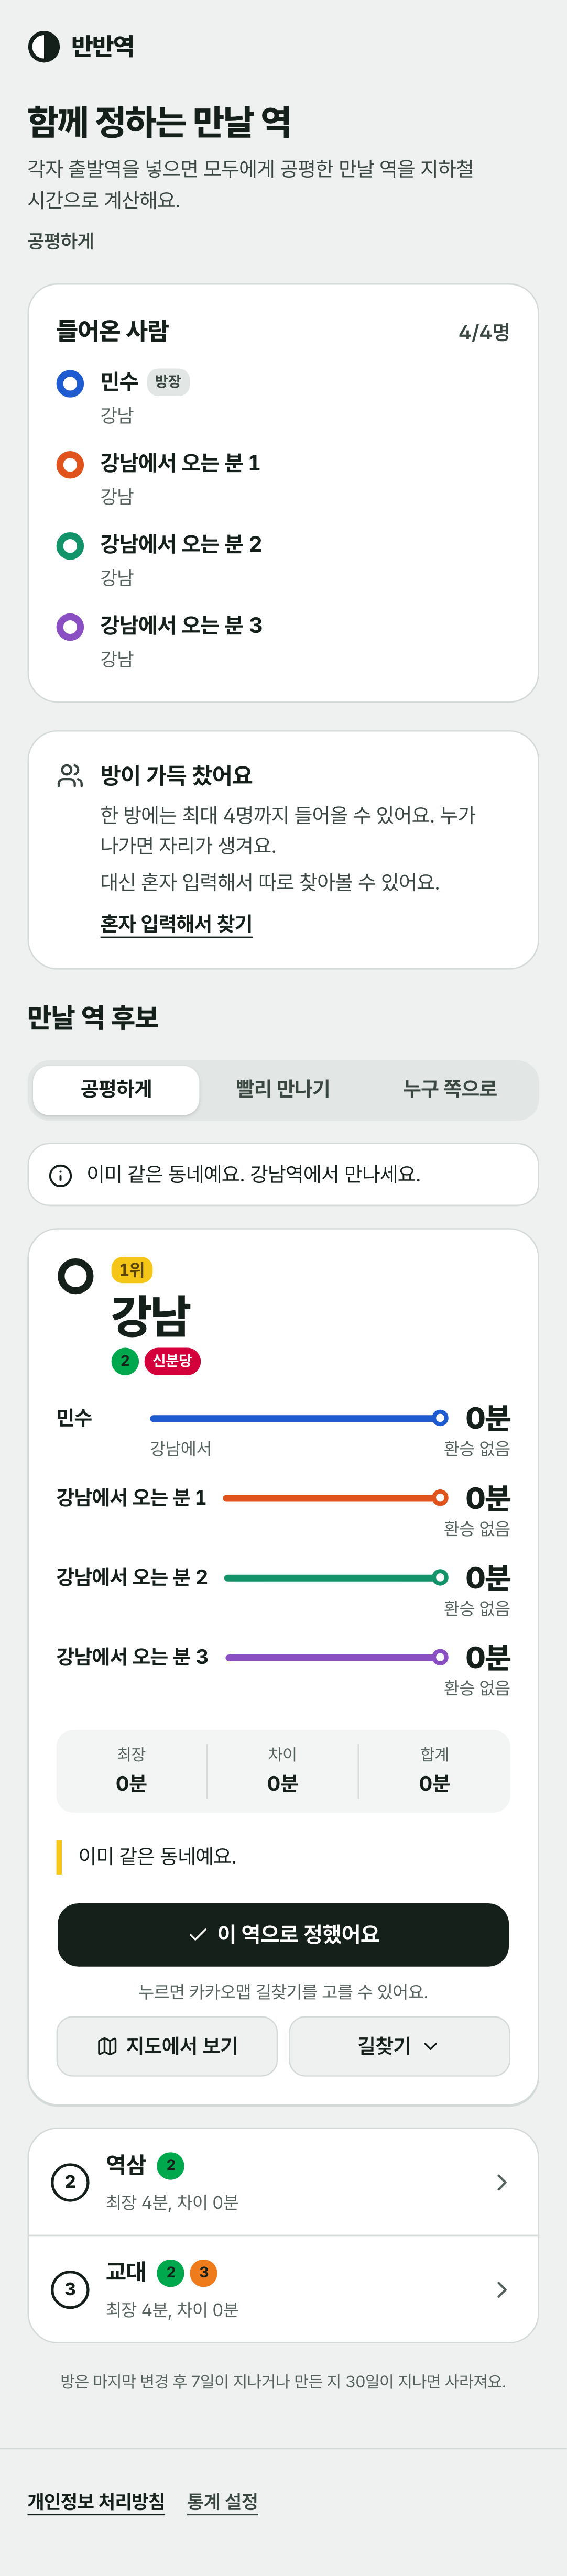 반반역
함께 정하는 만날 역
각자 출발역을 넣으면 모두에게 공평한 만날 역을 지하철
시간으로 계산해요.
공평하게
들어온 사람 4/4명
민수 방장
강남
강남에서 오는 분 1
강남
강남에서 오는 분 2
강남
강남에서 오는 분 3
강남
방이 가득 찼어요
한 방에는 최대 4명까지 들어올 수 있어요. 누가
나가면 자리가 생겨요.
대신 혼자 입력해서 따로 찾아볼 수 있어요.
혼자 입력해서 찾기
만날 역 후보
공평하게 빨리 만나기 누구 쪽으로
이미 같은 동네예요. 강남역에서 만나세요.
1위
강남
2 신분당
민수 0분
강남에서 환승 없음
강남에서 오는 분 1 0분
환승 없음
강남에서 오는 분 2 0분
환승 없음
강남에서 오는 분 3 0분
환승 없음
최장 차이 합계
0분 0분 0분
이미 같은 동네예요.
이 역으로 정했어요
누르면 카카오맵 길찾기를 고를 수 있어요.
지도에서 보기 길찾기
2 역삼 2
최장 4분, 차이 0분
3 교대 2 3
최장 4분, 차이 0분
방은 마지막 변경 후 7일이 지나거나 만든 지 30일이 지나면 사라져요.
개인정보 처리방침 통계 설정